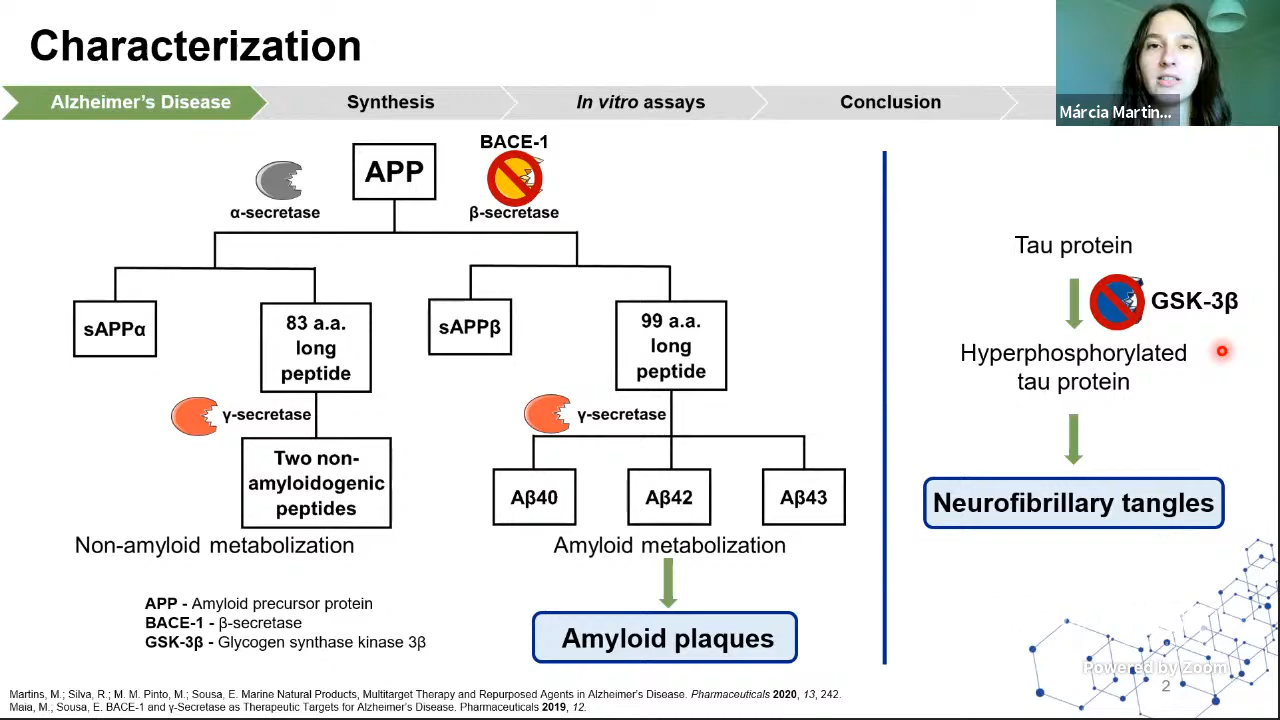 Characterization
Alzheimer's Disease
Synthesis
In vitro assays
Conclusion
Márcia Martin...
BACE-1
APP
α-secretase
β-secretase
sAPPα
83 a.a.
long
peptide
sAPPβ
99 a.a.
long
peptide
γ-secretase
γ-secretase
Two non-
amyloidogenic
peptides
Aβ40
Aβ42
Aβ43
Non-amyloid metabolization
Amyloid metabolization
Amyloid plaques
APP - Amyloid precursor protein
BACE-1 - β-secretase
GSK-3β - Glycogen synthase kinase 3β
Tau protein
GSK-3β
Hyperphosphorylated
tau protein
Neurofibrillary tangles
Powered by Zoom
2
Martins, M.; Silva, R.; M. M. Pinto, M.; Sousa, E. Marine Natural Products, Multitarget Therapy and Repurposed Agents in Alzheimer's Disease. Pharmaceuticals 2020, 13, 242.
Maia, M.; Sousa, E. BACE-1 and γ-Secretase as Therapeutic Targets for Alzheimer's Disease. Pharmaceuticals 2019, 12.